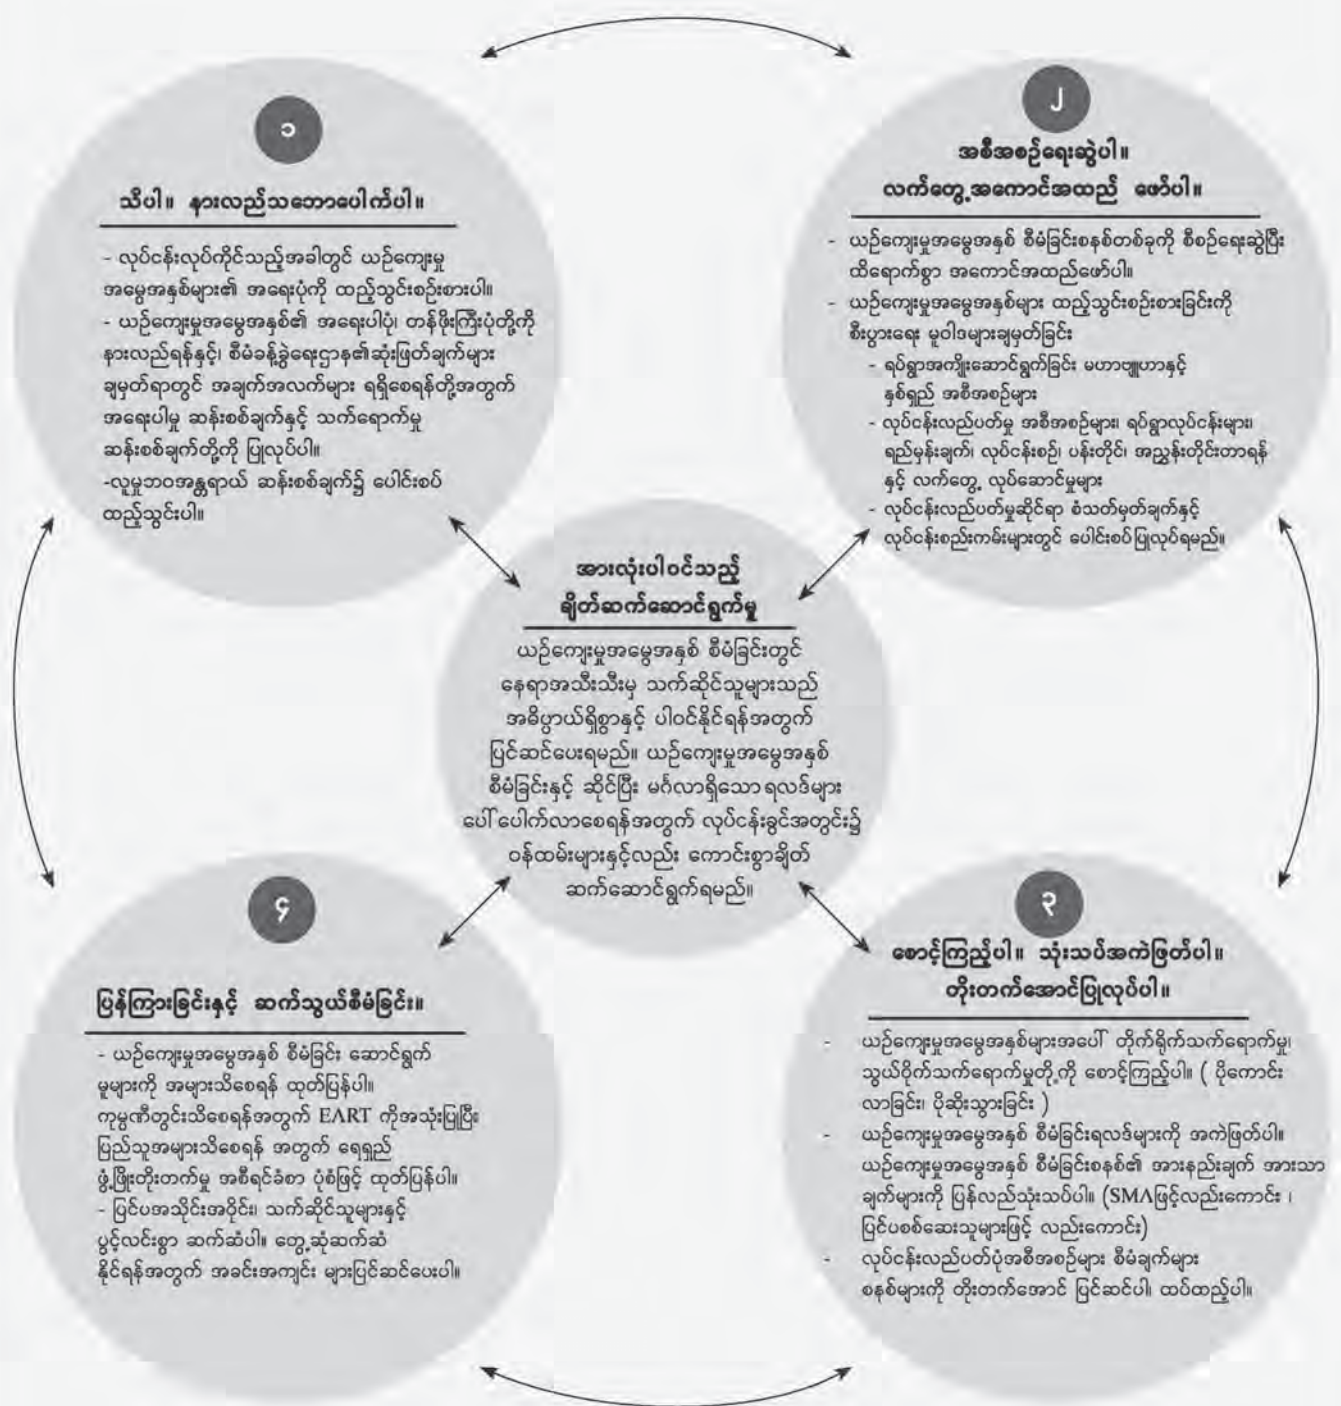 ၁
သိပါ။ နားလည်သဘောပေါက်ပါ။
- လုပ်ငန်းလုပ်ကိုင်သည့်အခါတွင် ယဉ်ကျေးမှု
အမွေအနှစ်များ၏ အရေးပုံကို ထည့်သွင်းစဉ်းစားပါ။
- ယဉ်ကျေးမှုအမွေအနှစ်၏ အရေးပါပုံ၊ တန်ဖိုးကြီးပုံတို့ကို
နားလည်ရန်နှင့်၊ စီမံခန့်ခွဲရေးဌာန၏ဆုံးဖြတ်ချက်များ
ချမှတ်ရာတွင် အချက်အလက်များ ရရှိစေရန်တို့အတွက်
အရေးပါမှု ဆန်းစစ်ချက်နှင့် သက်ရောက်မှု
ဆန်းစစ်ချက်တို့ကို ပြုလုပ်ပါ။
-လူမှုဘဝအန္တရာယ် ဆန်းစစ်ချက်၌ ပေါင်းစပ်
ထည့်သွင်းပါ။
၂
အစီအစဉ်ရေးဆွဲပါ။
လက်တွေ့အကောင်အထည် ဖော်ပါ။
- ယဉ်ကျေးမှုအမွေအနှစ် စီမံခြင်းစနစ်တစ်ခုကို စီစဉ်ရေးဆွဲပြီး
ထိရောက်စွာ အကောင်အထည်ဖော်ပါ။
- ယဉ်ကျေးမှုအမွေအနှစ်များ ထည့်သွင်းစဉ်းစားခြင်းကို
စီးပွားရေး မူဝါဒများချမှတ်ခြင်း
- ရပ်ရွာအကျိုးဆောင်ရွက်ခြင်း မဟာဗျူဟာနှင့်
နှစ်ရှည် အစီအစဉ်များ
- လုပ်ငန်းလည်ပတ်မှု အစီအစဉ်များ၊ ရပ်ရွာလုပ်ငန်းများ၊
ရည်မှန်းချက်၊ လုပ်ငန်းစဉ်၊ ပန်းတိုင်၊ အညွှန်းတိုင်းတာရန်
နှင့် လက်တွေ့ လုပ်ဆောင်မှုများ
- လုပ်ငန်းလည်ပတ်မှုဆိုင်ရာ စံသတ်မှတ်ချက်နှင့်
လုပ်ငန်းစည်းကမ်းများတွင် ပေါင်းစပ်ပြုလုပ်ရမည်။
အားလုံးပါဝင်သည့်
ချိတ်ဆက်ဆောင်ရွက်မှု
ယဉ်ကျေးမှုအမွေအနှစ် စီမံခြင်းတွင်
နေရာအသီးသီးမှ သက်ဆိုင်သူများသည်
အဓိပ္ပာယ်ရှိစွာနှင့် ပါဝင်နိုင်ရန်အတွက်
ပြင်ဆင်ပေးရမည်။ ယဉ်ကျေးမှုအမွေအနှစ်
စီမံခြင်းနှင့် ဆိုင်ပြီး မင်္ဂလာရှိသော ရလဒ်များ
ပေါ်ပေါက်လာစေရန်အတွက် လုပ်ငန်းခွင်အတွင်း၌
ဝန်ထမ်းများနှင့်လည်း ကောင်းစွာချိတ်
ဆက်ဆောင်ရွက်ရမည်။
၃
စောင့်ကြည့်ပါ။ သုံးသပ်အကဲဖြတ်ပါ။
တိုးတက်အောင်ပြုလုပ်ပါ။
- ယဉ်ကျေးမှုအမွေအနှစ်များအပေါ် တိုက်ရိုက်သက်ရောက်မှု၊
သွယ်ဝိုက်သက်ရောက်မှုတို့ကို စောင့်ကြည့်ပါ။ ( ပိုကောင်း
လာခြင်း၊ ပိုဆိုးသွားခြင်း )
- ယဉ်ကျေးမှုအမွေအနှစ် စီမံခြင်းရလဒ်များကို အကဲဖြတ်ပါ။
ယဉ်ကျေးမှုအမွေအနှစ် စီမံခြင်းစနစ်၏ အားနည်းချက် အားသာ
ချက်များကို ပြန်လည်သုံးသပ်ပါ။ (SMAဖြင့်လည်းကောင်း ၊
ပြင်ပစစ်ဆေးသူများဖြင့် လည်းကောင်း)
- လုပ်ငန်းလည်ပတ်ပုံအစီအစဉ်များ စီမံချက်များ
စနစ်များကို တိုးတက်အောင် ပြင်ဆင်ပါ၊ ထပ်ထည့်ပါ။
၄
ပြန်ကြားခြင်းနှင့် ဆက်သွယ်စီမံခြင်း။
- ယဉ်ကျေးမှုအမွေအနှစ် စီမံခြင်း ဆောင်ရွက်
မှုများကို အများသိစေရန် ထုတ်ပြန်ပါ။
ကုမ္ပဏီတွင်းသိစေရန်အတွက် EART ကိုအသုံးပြုပြီး
ပြည်သူအများသိစေရန် အတွက် ရေရှည်
ဖွံ့ဖြိုးတိုးတက်မှု အစီရင်ခံစာ ပုံစံဖြင့် ထုတ်ပြန်ပါ။
- ပြင်ပအသိုင်းအဝိုင်း၊ သက်ဆိုင်သူများနှင့်
ပွင့်လင်းစွာ ဆက်ဆံပါ။ တွေ့ဆုံဆက်ဆံ
နိုင်ရန်အတွက် အခင်းအကျင်း များပြင်ဆင်ပေးပါ။